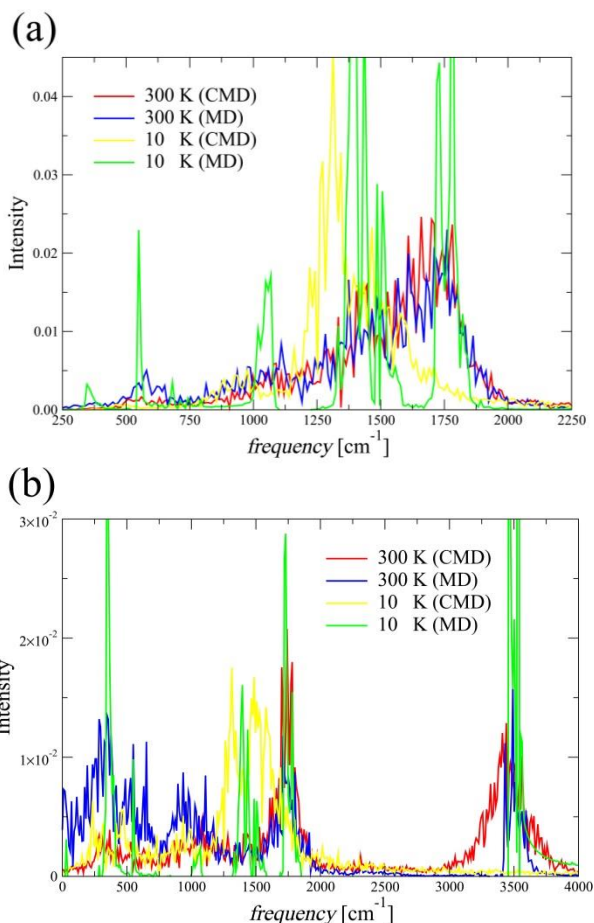 (a)
0.04
0.03
0.02
0.01
0.00
Intensity
300 K (CMD)
300 K (MD)
10 K (CMD)
10 K (MD)
250 500 750 1000 1250 1500 1750 2000 2250
frequency [cm⁻¹]
(b)
3×10⁻²
2×10⁻²
1×10⁻²
0
Intensity
300 K (CMD)
300 K (MD)
10 K (CMD)
10 K (MD)
0 500 1000 1500 2000 2500 3000 3500 4000
frequency [cm⁻¹]